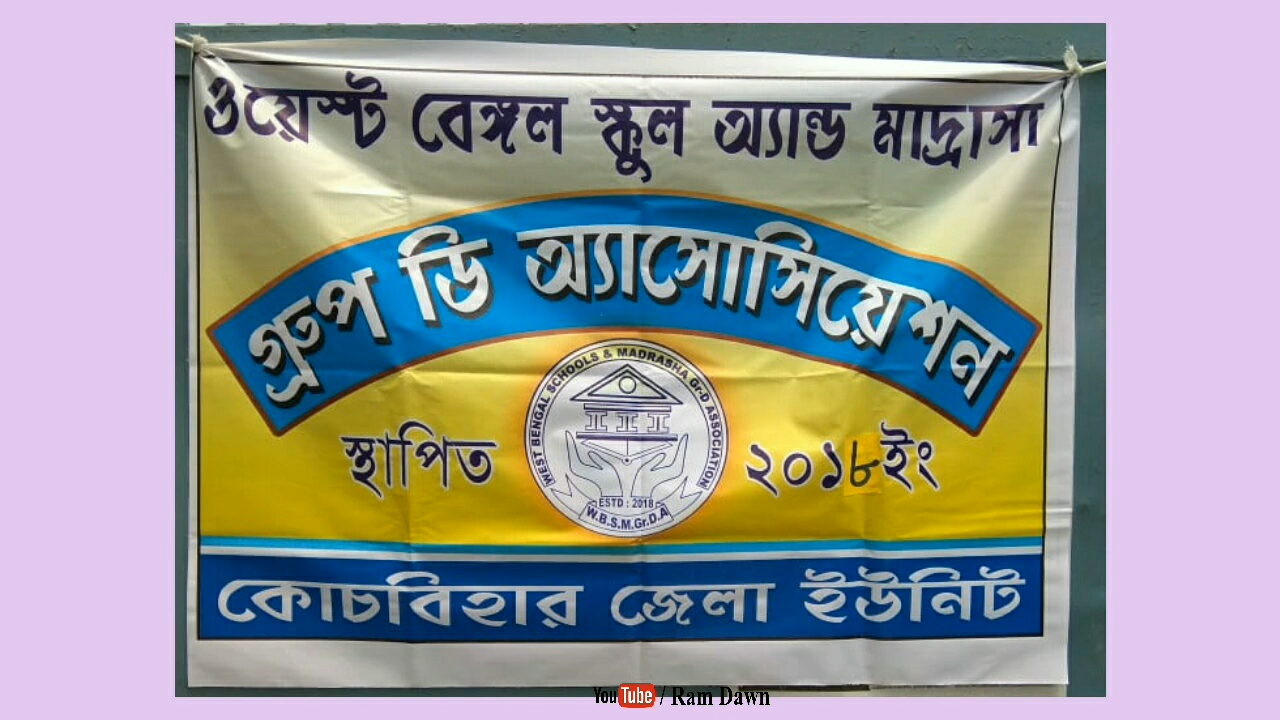 ওয়েস্ট বেঙ্গল স্কুল অ্যান্ড মাদ্রাসা
গ্রুপ ডি অ্যাসোসিয়েশন
স্থাপিত ২০১৮ইং
WEST BENGAL SCHOOLS & MADRASHA Gr-D ASSOCIATION
ESTD : 2018
W.B.S.M.Gr.D.A
কোচবিহার জেলা ইউনিট
YouTube / Ram Dawn